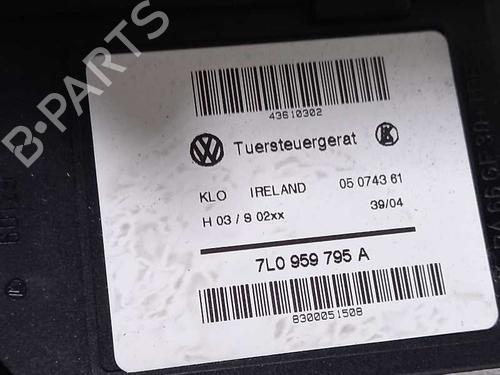 B-PARTS
43610302
Tuersteuergerat
KLO IRELAND 05 0743 61
H 03 / S 02xx 39/04
7L0 959 795 A
8300051508